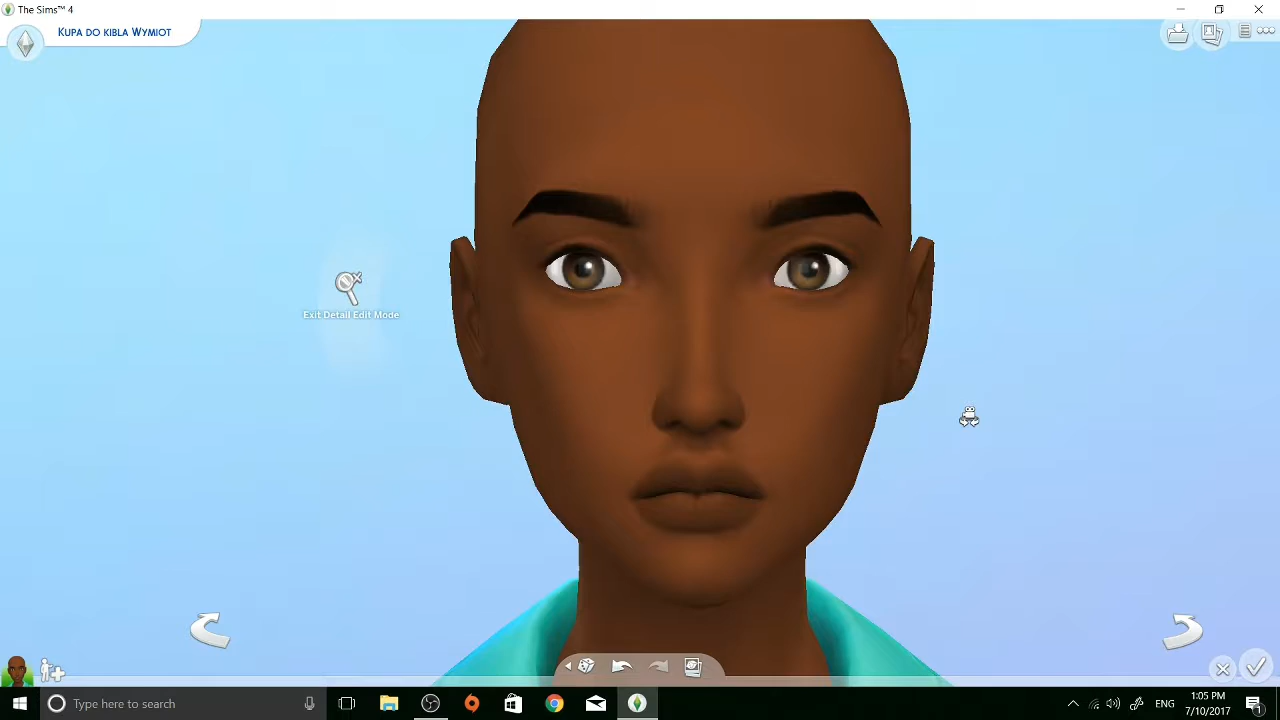 The Sims™ 4
Kupa do kibla Wymiot
Exit Detail Edit Mode
Type here to search
ENG
1:05 PM
7/10/2017
1